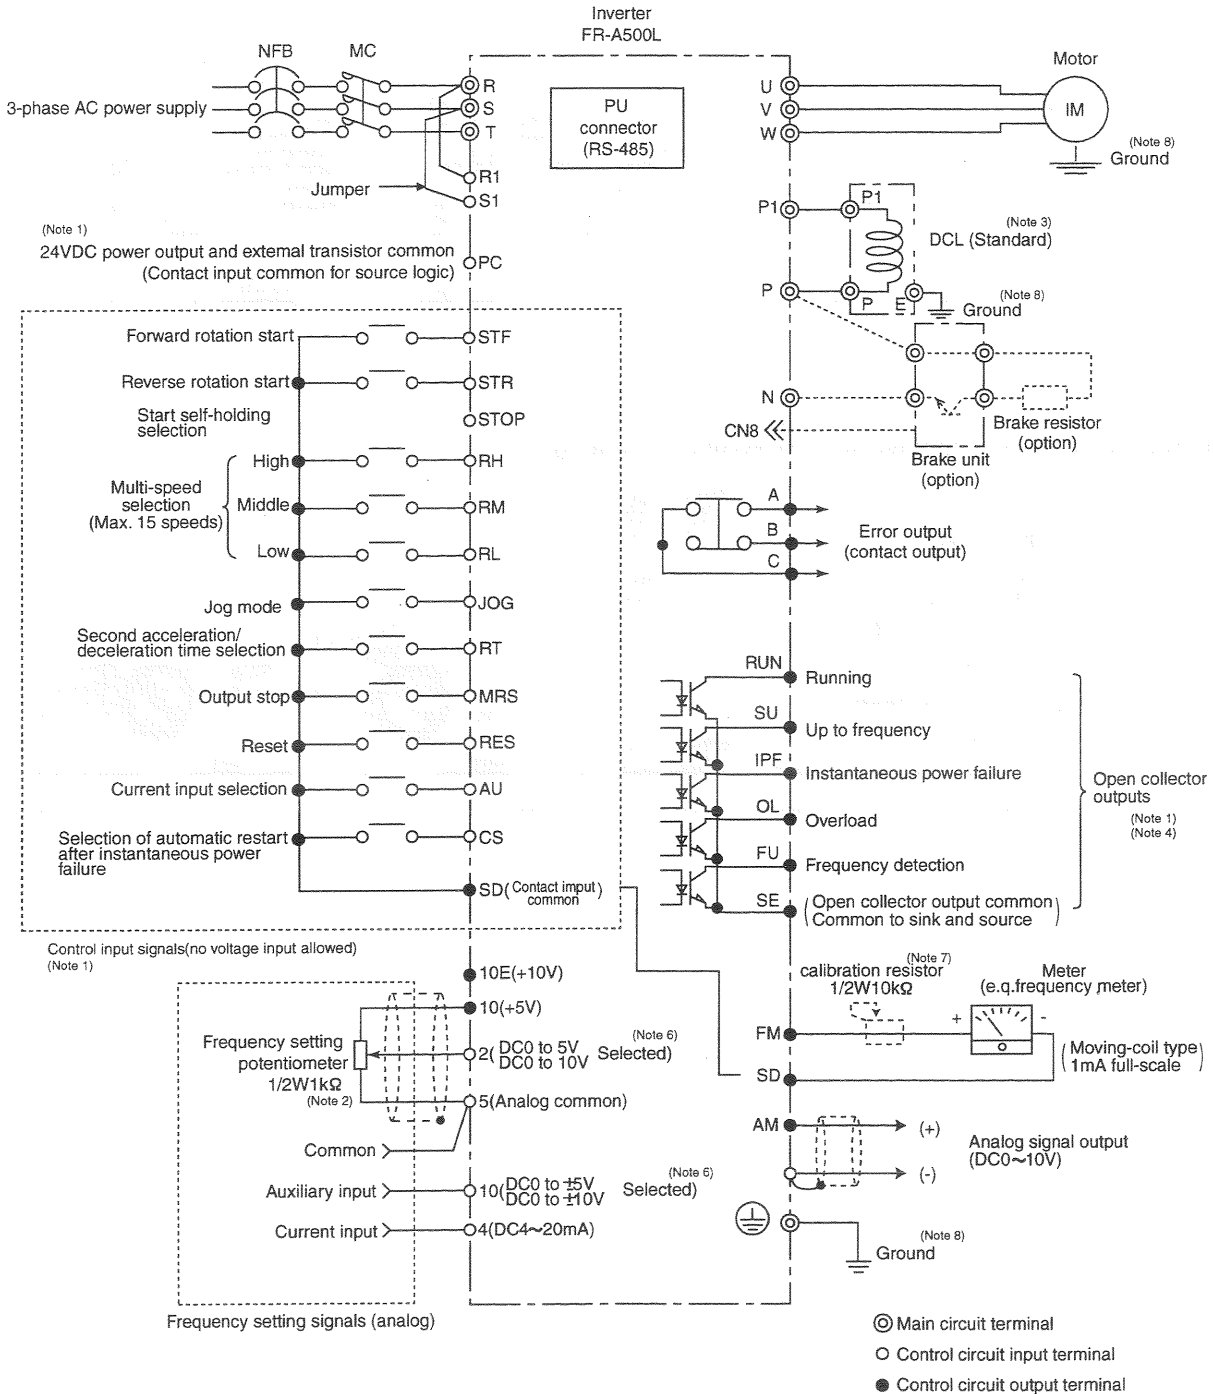 Inverter
FR-A500L
NFB
MC
Motor
3-phase AC power supply
R
S
T
R1
S1
Jumper
PU
connector
(RS-485)
U
V
W
IM
(Note 8)
Ground
(Note 1)
24VDC power output and external transistor common
(Contact input common for source logic)
PC
P1
P1
(Note 3)
DCL (Standard)
P
P
E
(Note 8)
Ground
N
CN8
Brake resistor
(option)
Brake unit
(option)
Forward rotation start
STF
Reverse rotation start
STR
Start self-holding
selection
STOP
Multi-speed
selection
(Max. 15 speeds)
High
RH
Middle
RM
Low
RL
Jog mode
JOG
Second acceleration/
deceleration time selection
RT
Output stop
MRS
Reset
RES
Current input selection
AU
Selection of automatic restart
after instantaneous power
failure
CS
SD(Contact imput
common)
Control input signals(no voltage input allowed)
(Note 1)
A
B
C
Error output
(contact output)
RUN
Running
SU
Up to frequency
IPF
Instantaneous power failure
OL
Overload
FU
Frequency detection
SE
(Open collector output common
Common to sink and source)
Open collector
outputs
(Note 1)
(Note 4)
10E(+10V)
10(+5V)
Frequency setting
potentiometer
1/2W1kΩ
(Note 2)
2(DC0 to 5V
DC0 to 10V
Selected)
(Note 6)
5(Analog common)
Common
Auxiliary input
10(DC0 to ±5V
DC0 to ±10V
Selected)
(Note 6)
Current input
4(DC4~20mA)
Frequency setting signals (analog)
(Note 7)
calibration resistor
1/2W10kΩ
Meter
(e.q.frequency meter)
+
-
FM
SD
(Moving-coil type
1mA full-scale)
AM
(+)
(-)
Analog signal output
(DC0~10V)
(Note 8)
Ground
Main circuit terminal
Control circuit input terminal
Control circuit output terminal